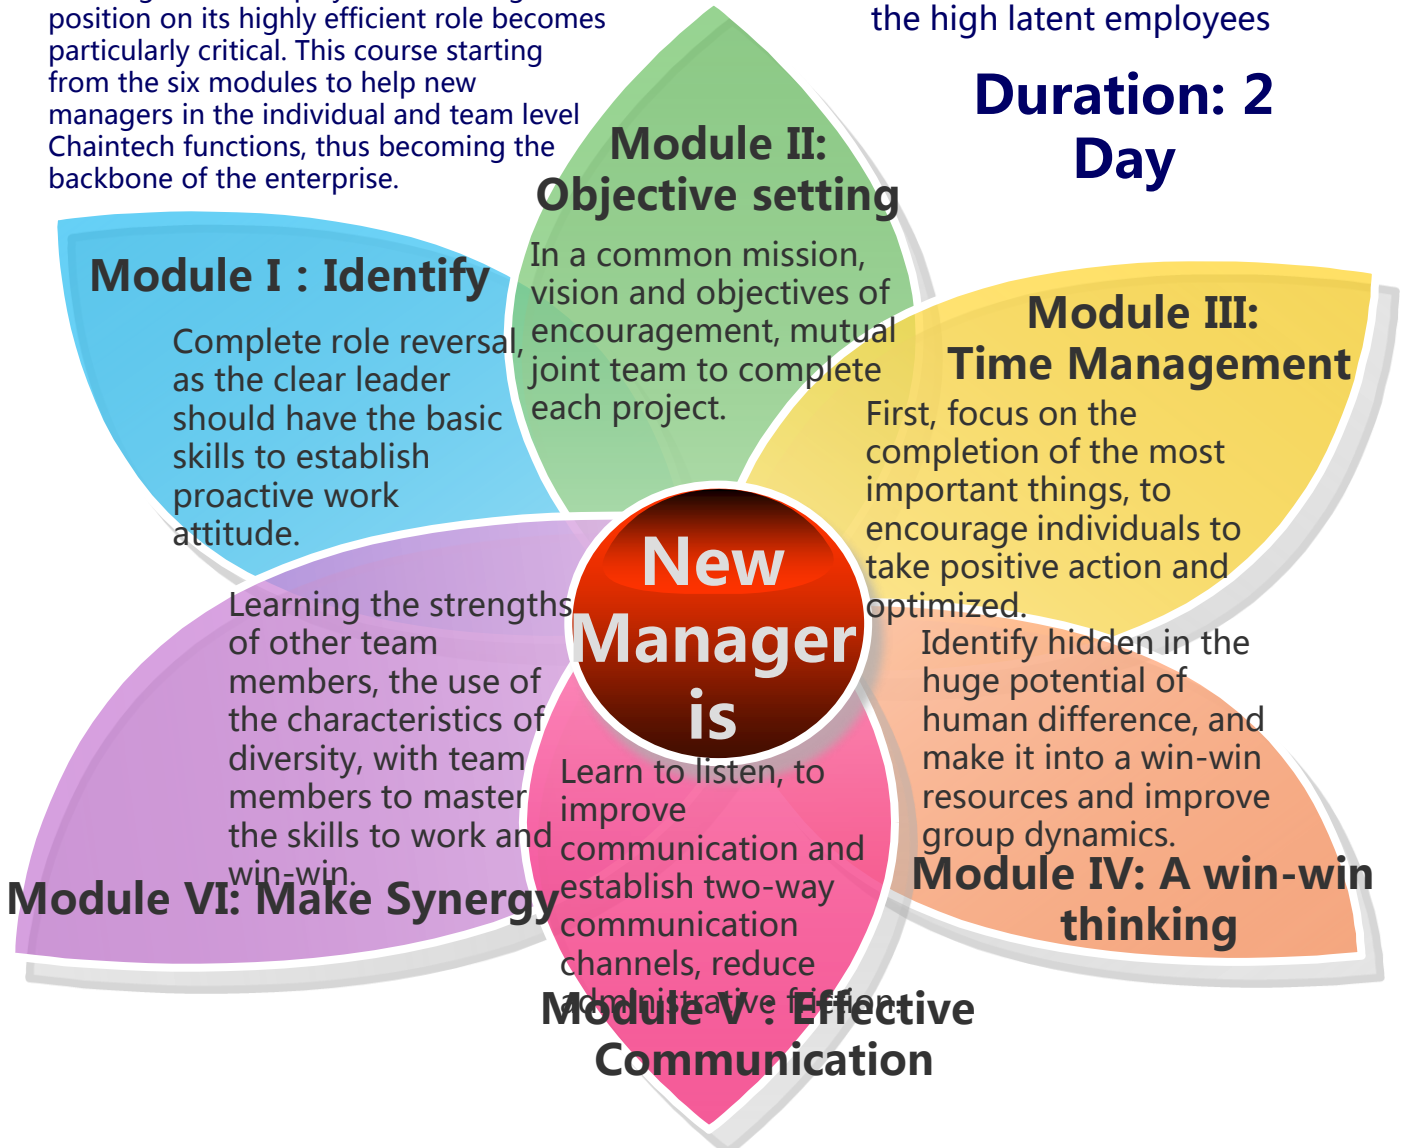 position on its highly efficient role becomes
particularly critical. This course starting
from the six modules to help new
managers in the individual and team level
Chaintech functions, thus becoming the
backbone of the enterprise.
the high latent employees
Duration: 2
Day
Module I : Identify
Complete role reversal,
as the clear leader
should have the basic
skills to establish
proactive work
attitude.
Module II:
Objective setting
In a common mission,
vision and objectives of
encouragement, mutual
joint team to complete
each project.
Module III:
Time Management
First, focus on the
completion of the most
important things, to
encourage individuals to
take positive action and
optimized.
New
Manager
is
Identify hidden in the
huge potential of
human difference, and
make it into a win-win
resources and improve
group dynamics.
Module IV: A win-win
thinking
Learn to listen, to
improve
communication and
establish two-way
communication
channels, reduce
administrative friction.
Module V : Effective
Communication
Learning the strengths
of other team
members, the use of
the characteristics of
diversity, with team
members to master
the skills to work and
win-win.
Module VI: Make Synergy